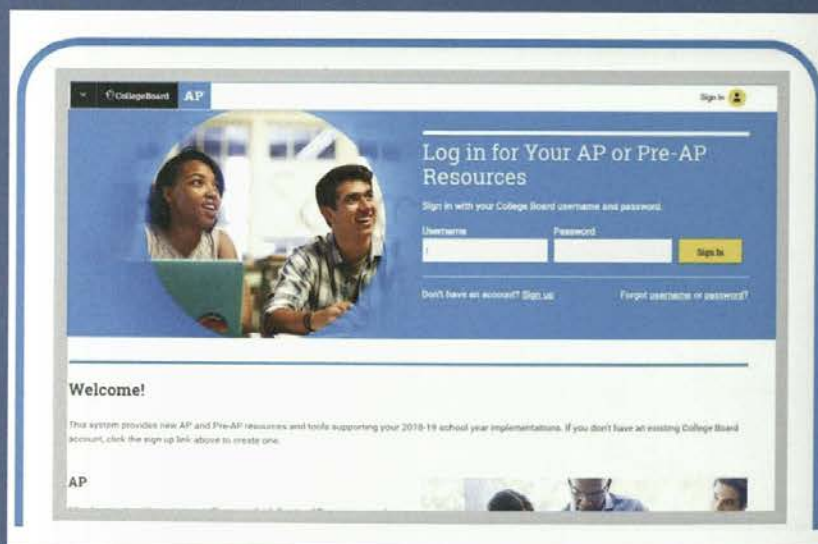 CollegeBoard AP
Sign In
Log in for Your AP or Pre-AP
Resources
Sign in with your College Board username and password.
Username Password
Sign In
Don't have an account? Sign up Forgot username or password?
Welcome!
This system provides new AP and Pre-AP resources and tools supporting your 2018-19 school year implementations. If you don't have an existing College Board
account, click the sign up link above to create one.
AP